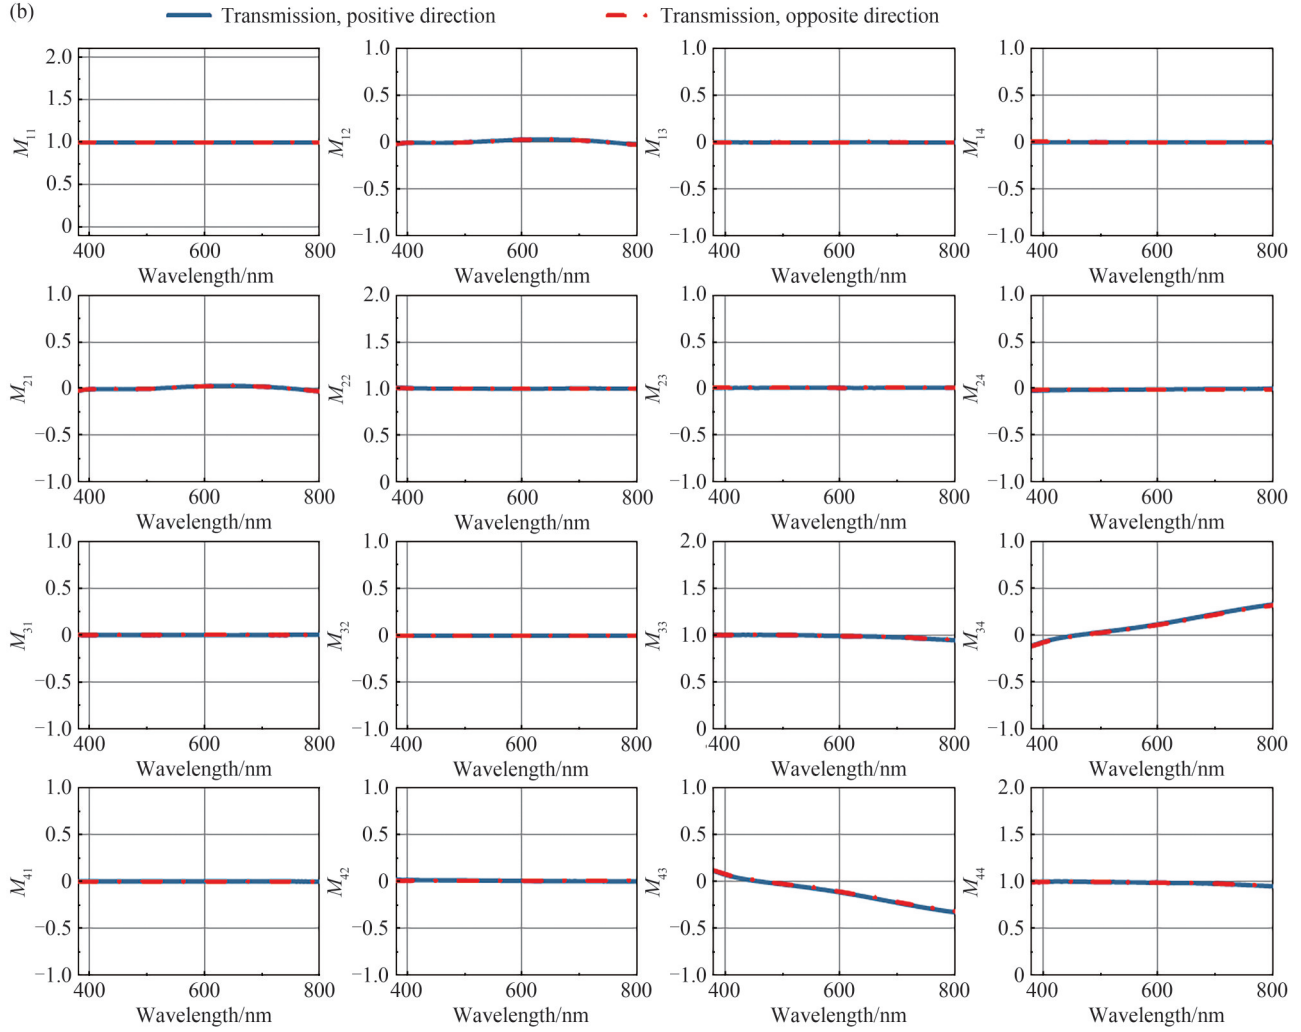 (b)
Transmission, positive direction Transmission, opposite direction
2.0 1.5 1.0 0.5 0 M11 400 600 800 Wavelength/nm
1.0 0.5 0 −0.5 −1.0 M12 400 600 800 Wavelength/nm
1.0 0.5 0 −0.5 −1.0 M13 400 600 800 Wavelength/nm
1.0 0.5 0 −0.5 −1.0 M14 400 600 800 Wavelength/nm
1.0 0.5 0 −0.5 −1.0 M21 400 600 800 Wavelength/nm
2.0 1.5 1.0 0.5 0 M22 400 600 800 Wavelength/nm
1.0 0.5 0 −0.5 −1.0 M23 400 600 800 Wavelength/nm
1.0 0.5 0 −0.5 −1.0 M24 400 600 800 Wavelength/nm
1.0 0.5 0 −0.5 −1.0 M31 400 600 800 Wavelength/nm
1.0 0.5 0 −0.5 −1.0 M32 400 600 800 Wavelength/nm
2.0 1.5 1.0 0.5 0 M33 400 600 800 Wavelength/nm
1.0 0.5 0 −0.5 −1.0 M34 400 600 800 Wavelength/nm
1.0 0.5 0 −0.5 −1.0 M41 400 600 800 Wavelength/nm
1.0 0.5 0 −0.5 −1.0 M42 400 600 800 Wavelength/nm
1.0 0.5 0 −0.5 −1.0 M43 400 600 800 Wavelength/nm
2.0 1.5 1.0 0.5 0 M44 400 600 800 Wavelength/nm